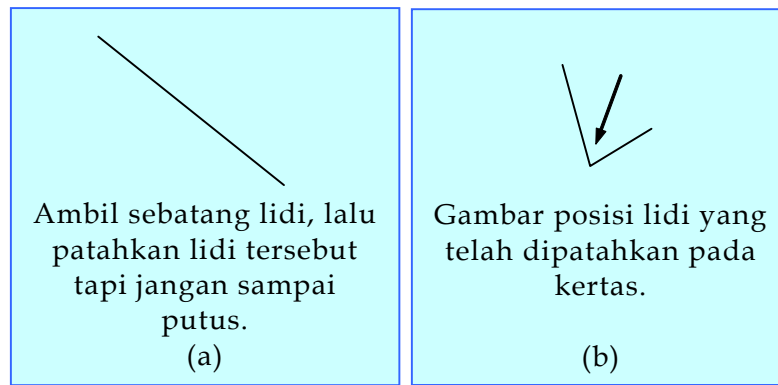 Ambil sebatang lidi, lalu
patahkan lidi tersebut
tapi jangan sampai
putus.
(a)
Gambar posisi lidi yang
telah dipatahkan pada
kertas.
(b)